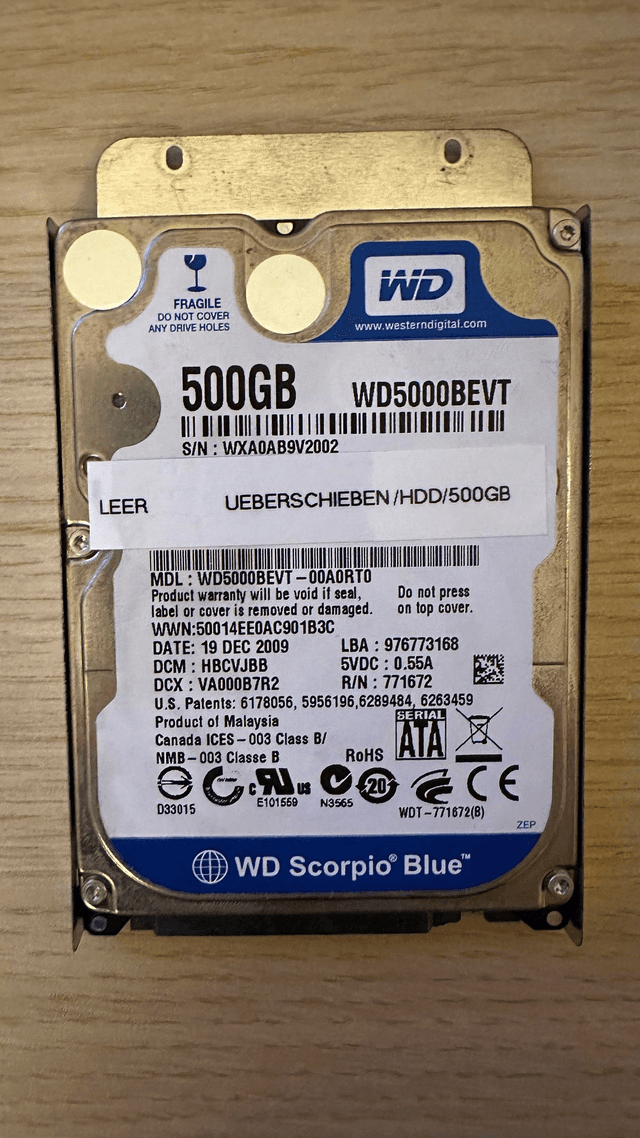 FRAGILE
DO NOT COVER
ANY DRIVE HOLES
WD
www.westerndigital.com
500GB WD5000BEVT
S/N : WXA0AB9V2002
LEER UEBERSCHIEBEN/HDD/500GB
MDL : WD5000BEVT-00A0RT0
Product warranty will be void if seal,
label or cover is removed or damaged.
Do not press
on top cover.
WWN:50014EE0AC901B3C
DATE: 19 DEC 2009 LBA : 976773168
DCM : HBCVJBB 5VDC : 0.55A
DCX : VA000B7R2 R/N : 771672
U.S. Patents: 6178056, 5956196,6289484, 6263459
Product of Malaysia
Canada ICES-003 Class B/
NMB-003 Classe B
RoHS
SERIAL
ATA
D33015
c UR us
E101559
N3565
20
CE
WDT-771672(B)
ZEP
WD Scorpio® Blue™